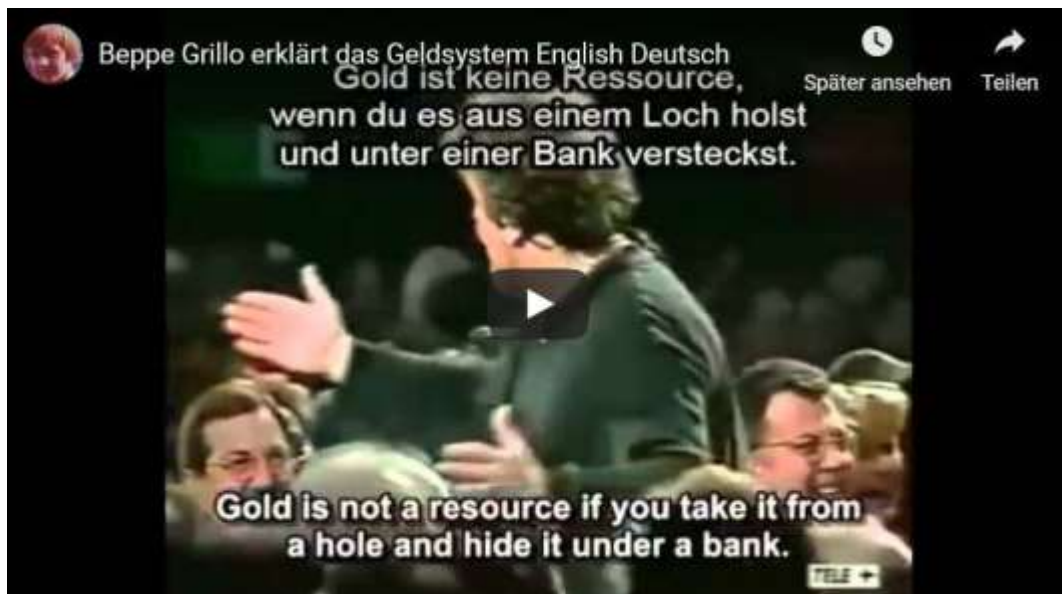 Beppe Grillo erklärt das Geldsystem English Deutsch
Später ansehen
Teilen
Gold ist keine Ressource,
wenn du es aus einem Loch holst
und unter einer Bank versteckst.
Gold is not a resource if you take it from
a hole and hide it under a bank.
TELE +